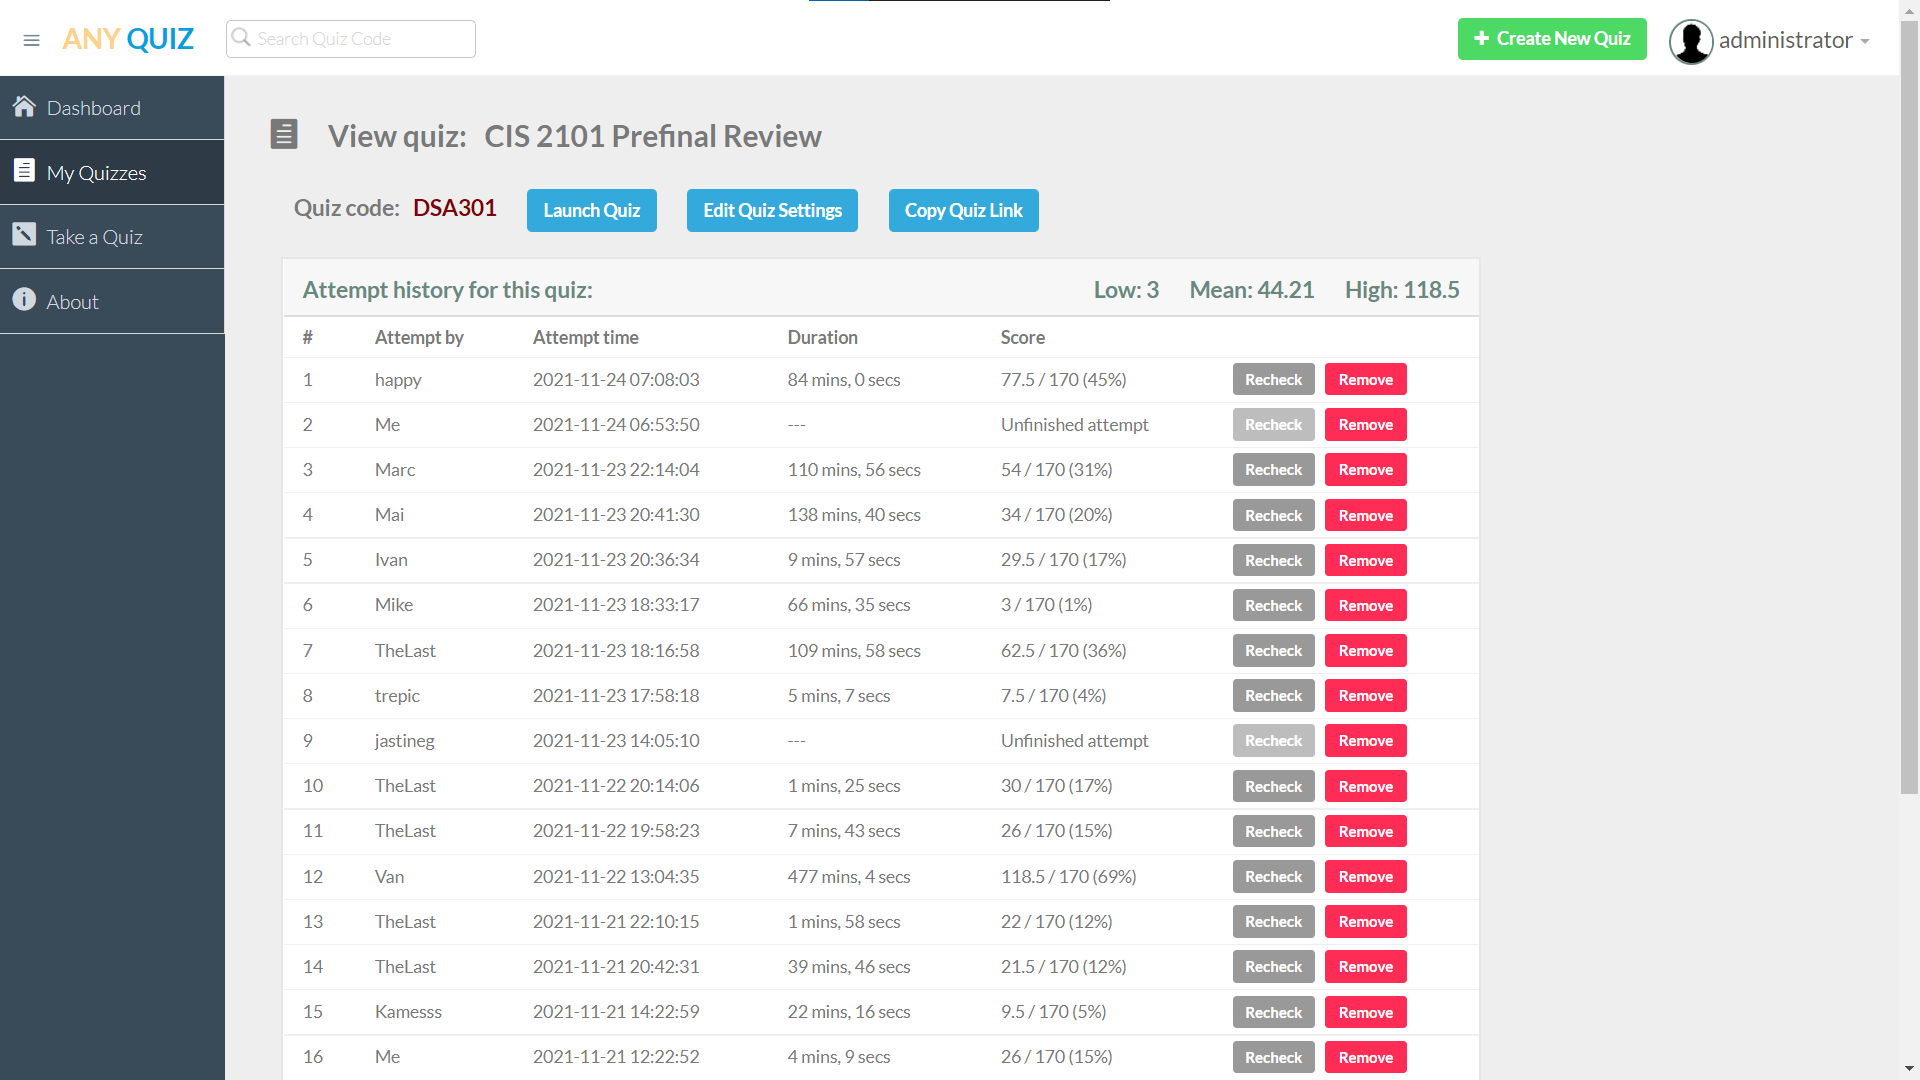 ANY QUIZ
Search Quiz Code
Create New Quiz
administrator
Dashboard
My Quizzes
Take a Quiz
About
View quiz: CIS 2101 Prefinal Review
Quiz code: DSA301 Launch Quiz Edit Quiz Settings Copy Quiz Link
Attempt history for this quiz: Low: 3 Mean: 44.21 High: 118.5
# Attempt by Attempt time Duration Score
1 happy 2021-11-24 07:08:03 84 mins, 0 secs 77.5 / 170 (45%) Recheck Remove
2 Me 2021-11-24 06:53:50 --- Unfinished attempt Recheck Remove
3 Marc 2021-11-23 22:14:04 110 mins, 56 secs 54 / 170 (31%) Recheck Remove
4 Mai 2021-11-23 20:41:30 138 mins, 40 secs 34 / 170 (20%) Recheck Remove
5 Ivan 2021-11-23 20:36:34 9 mins, 57 secs 29.5 / 170 (17%) Recheck Remove
6 Mike 2021-11-23 18:33:17 66 mins, 35 secs 3 / 170 (1%) Recheck Remove
7 TheLast 2021-11-23 18:16:58 109 mins, 58 secs 62.5 / 170 (36%) Recheck Remove
8 trepic 2021-11-23 17:58:18 5 mins, 7 secs 7.5 / 170 (4%) Recheck Remove
9 jastineg 2021-11-23 14:05:10 --- Unfinished attempt Recheck Remove
10 TheLast 2021-11-22 20:14:06 1 mins, 25 secs 30 / 170 (17%) Recheck Remove
11 TheLast 2021-11-22 19:58:23 7 mins, 43 secs 26 / 170 (15%) Recheck Remove
12 Van 2021-11-22 13:04:35 477 mins, 4 secs 118.5 / 170 (69%) Recheck Remove
13 TheLast 2021-11-21 22:10:15 1 mins, 58 secs 22 / 170 (12%) Recheck Remove
14 TheLast 2021-11-21 20:42:31 39 mins, 46 secs 21.5 / 170 (12%) Recheck Remove
15 Kamesss 2021-11-21 14:22:59 22 mins, 16 secs 9.5 / 170 (5%) Recheck Remove
16 Me 2021-11-21 12:22:52 4 mins, 9 secs 26 / 170 (15%) Recheck Remove